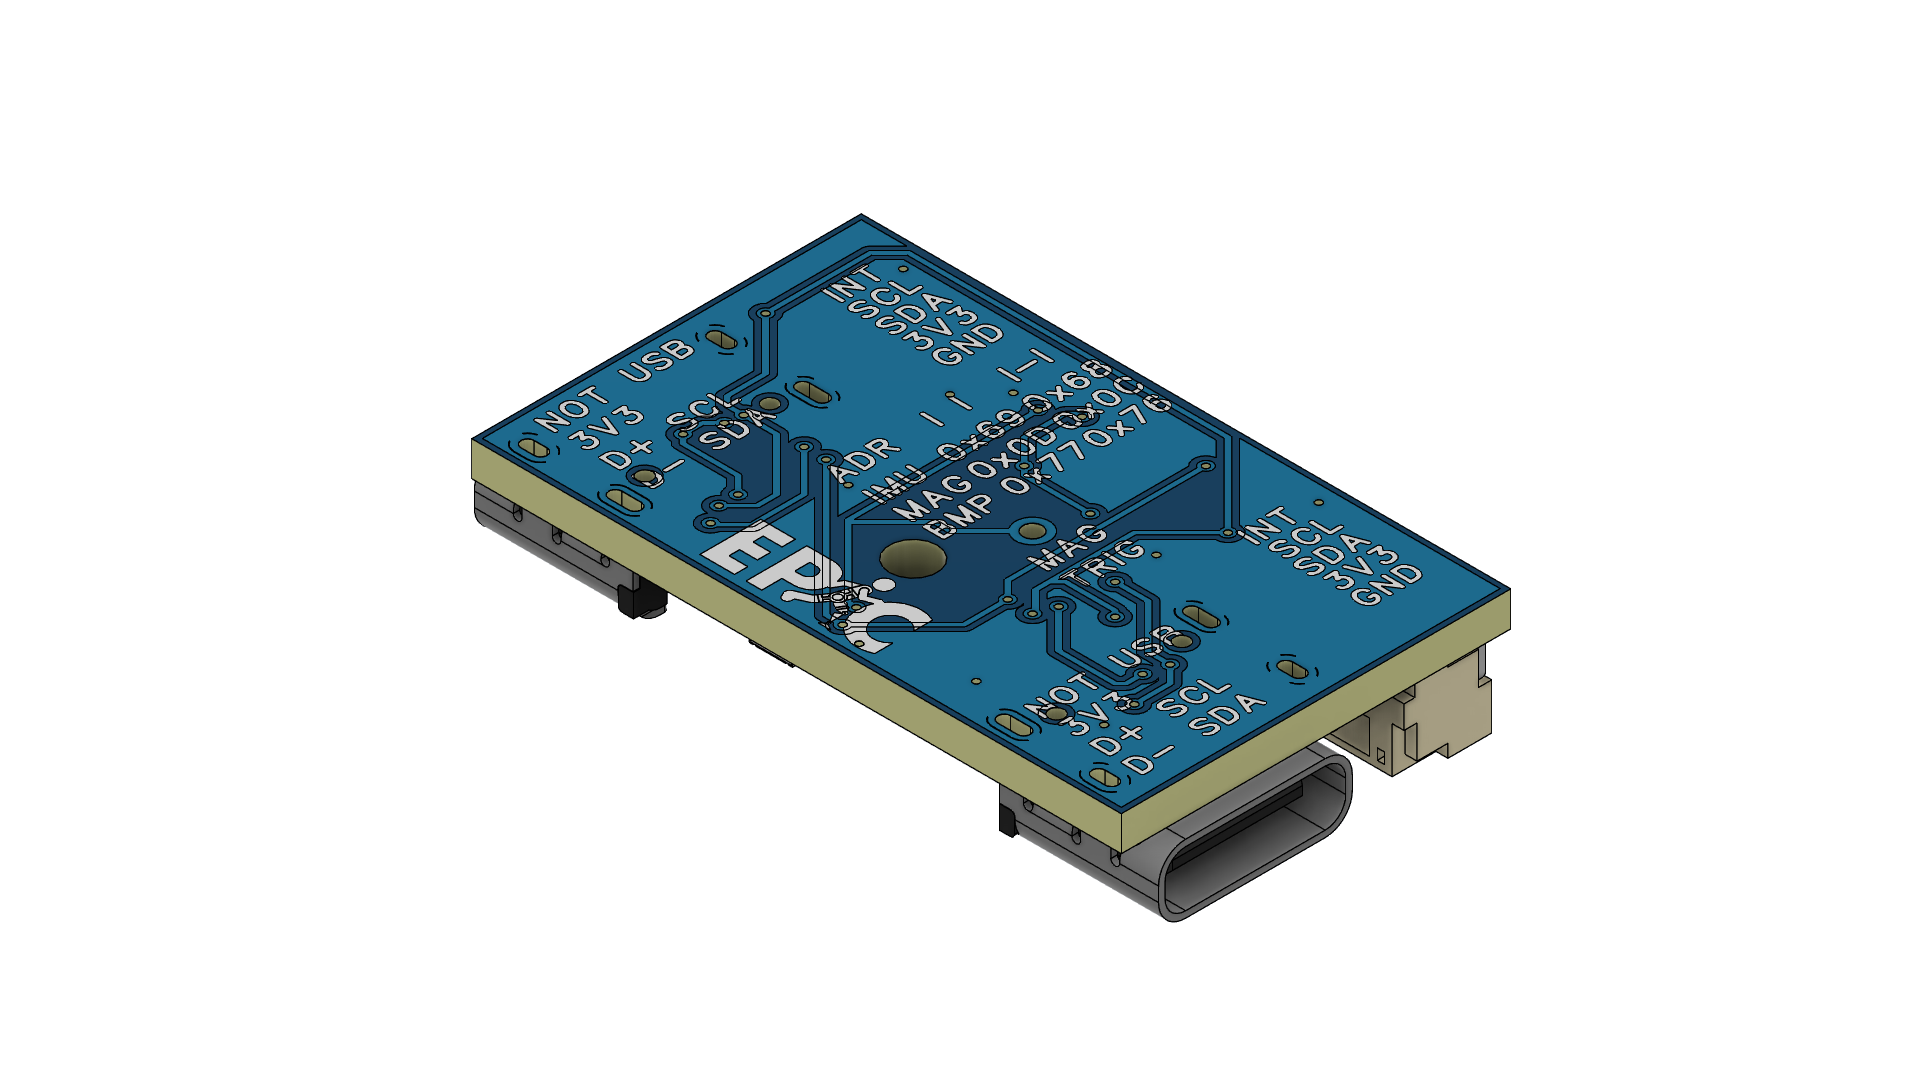 INT
SCL
SDA
3V3
GND
NOT USB
3V3 SCL
D+ SDA
D-
ADR
IMU 0x69 0x68
MAG 0x0D 0x0C
BMP 0x77 0x76
EPIC
MAG
TRIG
INT
SCL
SDA
3V3
GND
NOT USB
3V3 SCL
D+ SDA
D-